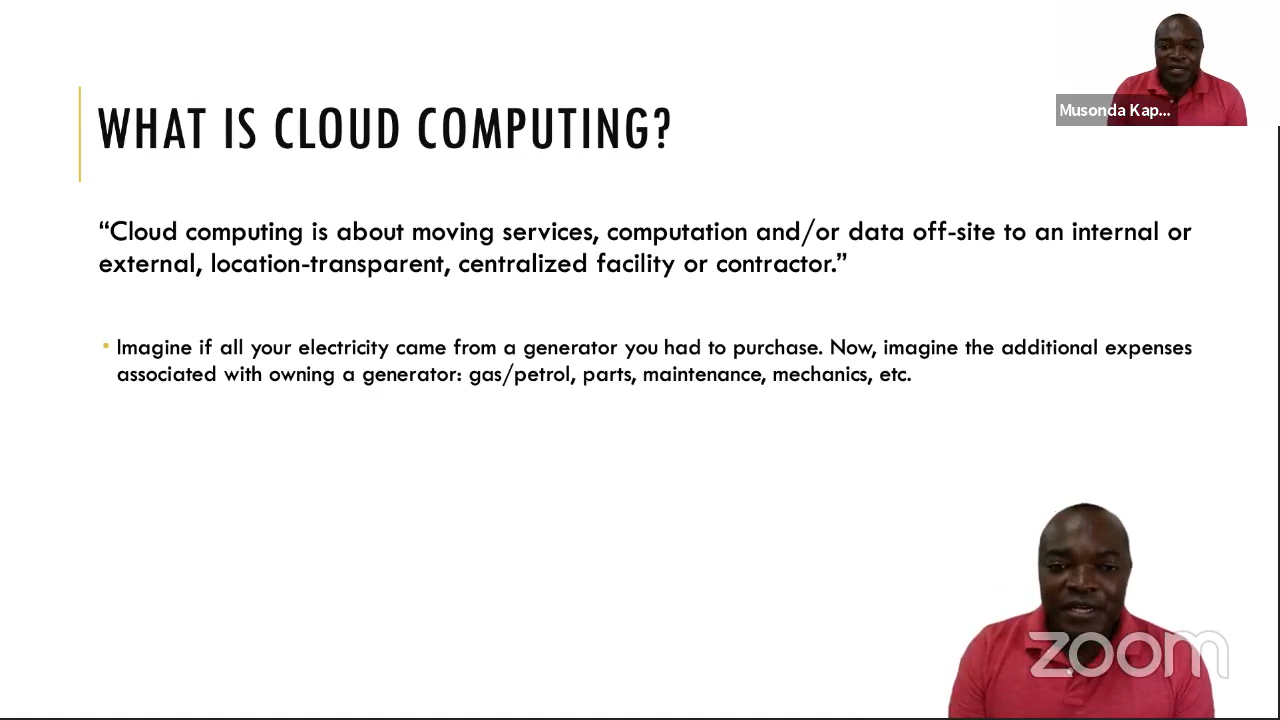 Musonda Kap...
WHAT IS CLOUD COMPUTING?
“Cloud computing is about moving services, computation and/or data off-site to an internal or
external, location-transparent, centralized facility or contractor.”
▪ Imagine if all your electricity came from a generator you had to purchase. Now, imagine the additional expenses
associated with owning a generator: gas/petrol, parts, maintenance, mechanics, etc.
zoom